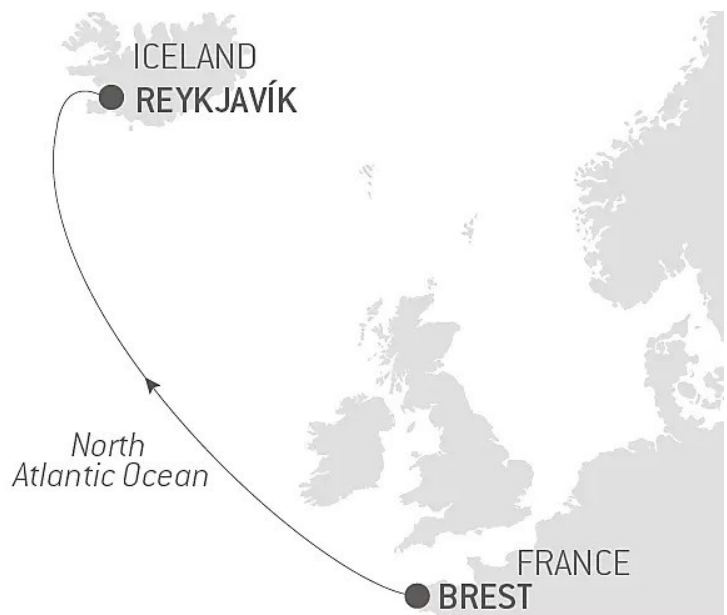 ICELAND
REYKJAVÍK
North
Atlantic Ocean
FRANCE
BREST